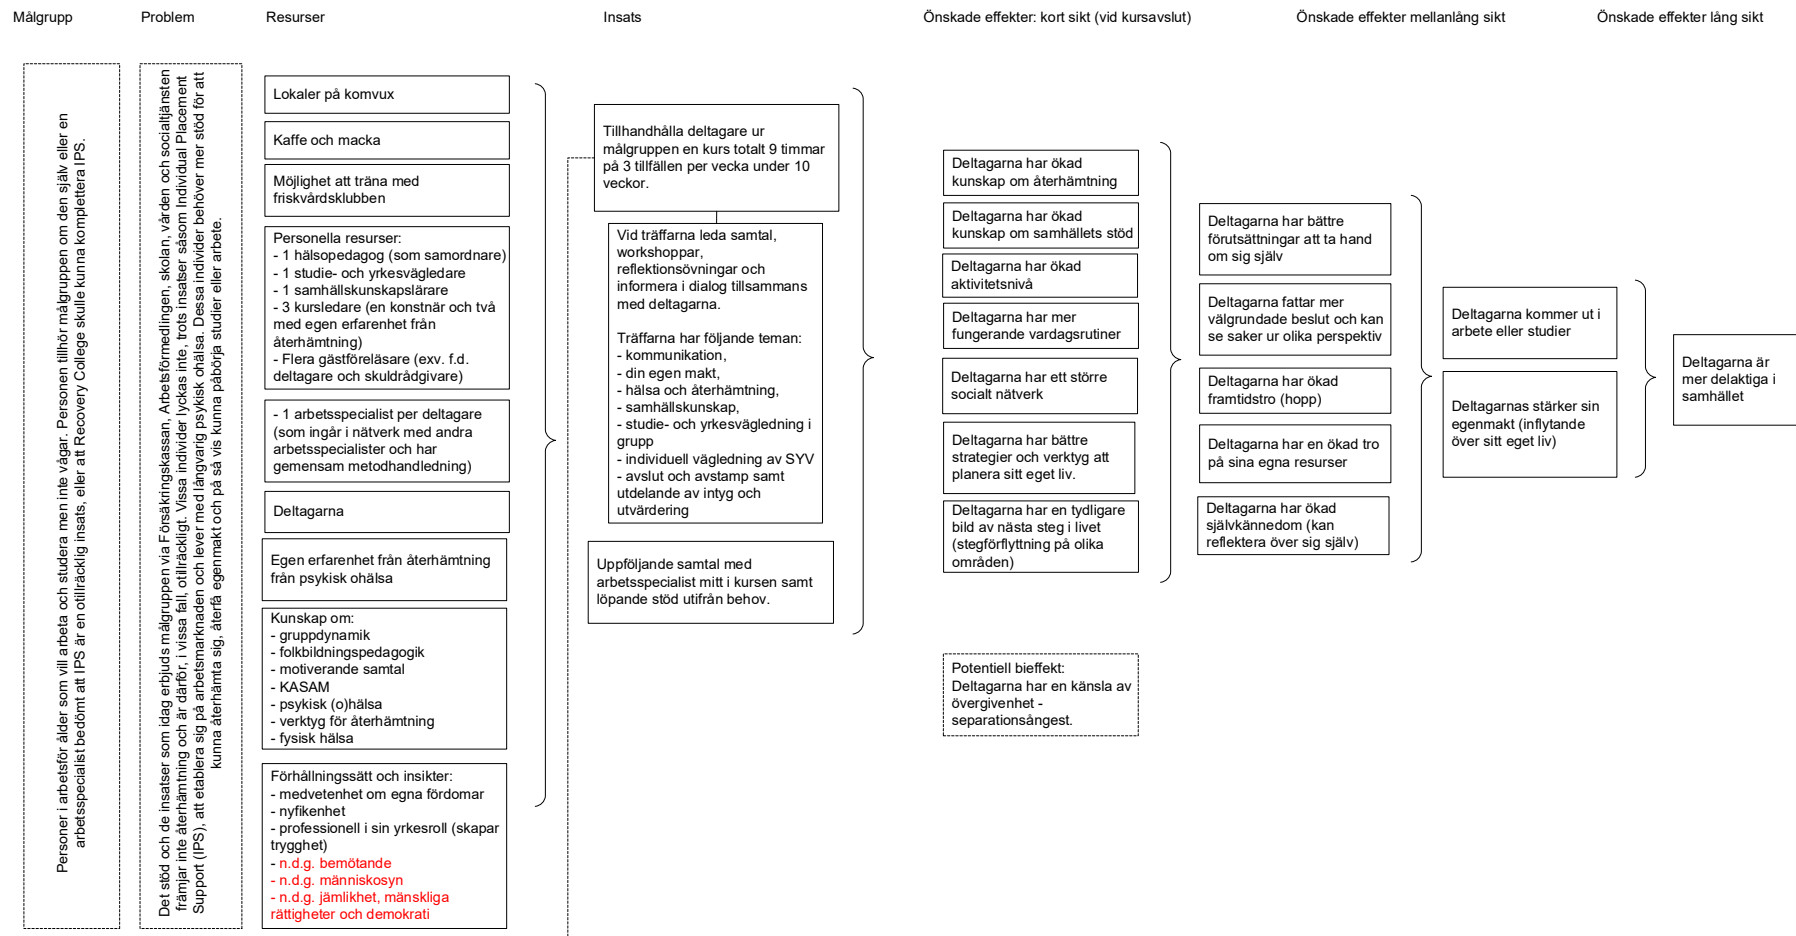 Målgrupp
Problem
Resurser
Insats
Önskade effekter: kort sikt (vid kursavslut)
Önskade effekter mellanlång sikt
Önskade effekter lång sikt
Personer i arbetsför ålder som vill arbeta och studera men inte vågar. Personen tillhör målgruppen om den själv eller en
arbetsspecialist bedömt att IPS är en otillräcklig insats, eller att Recovery College skulle kunna komplettera IPS.
Det stöd och de insatser som idag erbjuds målgruppen via Försäkringskassan, Arbetsförmedlingen, skolan, vården och socialtjänsten
främjar inte återhämtning och är därför, i vissa fall, otillräckligt. Vissa individer lyckas inte, trots insatser såsom Individual Placement
Support (IPS), att etablera sig på arbetsmarknaden och lever med långvarig psykisk ohälsa. Dessa individer behöver mer stöd för att
kunna återhämta sig, återfå egenmakt och på så vis kunna påbörja studier eller arbete.
Lokaler på komvux
Kaffe och macka
Möjlighet att träna med
friskvårdsklubben
Personella resurser:
- 1 hälsopedagog (som samordnare)
- 1 studie- och yrkesvägledare
- 1 samhällskunskapslärare
- 3 kursledare (en konstnär och två
med egen erfarenhet från
återhämtning)
- Flera gästföreläsare (exv. f.d.
deltagare och skuldrådgivare)
- 1 arbetsspecialist per deltagare
(som ingår i nätverk med andra
arbetsspecialister och har
gemensam metodhandledning)
Deltagarna
Egen erfarenhet från återhämtning
från psykisk ohälsa
Kunskap om:
- gruppdynamik
- folkbildningspedagogik
- motiverande samtal
- KASAM
- psykisk (o)hälsa
- verktyg för återhämtning
- fysisk hälsa
Förhållningssätt och insikter:
- medvetenhet om egna fördomar
- nyfikenhet
- professionell i sin yrkesroll (skapar
trygghet)
- n.d.g. bemötande
- n.d.g. människosyn
- n.d.g. jämlikhet, mänskliga
rättigheter och demokrati
Tillhandhålla deltagare ur
målgruppen en kurs totalt 9 timmar
på 3 tillfällen per vecka under 10
veckor.
Vid träffarna leda samtal,
workshoppar,
reflektionsövningar och
informera i dialog tillsammans
med deltagarna.
Träffarna har följande teman:
- kommunikation,
- din egen makt,
- hälsa och återhämtning,
- samhällskunskap,
- studie- och yrkesvägledning i
grupp
- individuell vägledning av SYV
- avslut och avstamp samt
utdelande av intyg och
utvärdering
Uppföljande samtal med
arbetsspecialist mitt i kursen samt
löpande stöd utifrån behov.
Deltagarna har ökad
kunskap om återhämtning
Deltagarna har ökad
kunskap om samhällets stöd
Deltagarna har ökad
aktivitetsnivå
Deltagarna har mer
fungerande vardagsrutiner
Deltagarna har ett större
socialt nätverk
Deltagarna har bättre
strategier och verktyg att
planera sitt eget liv.
Deltagarna har en tydligare
bild av nästa steg i livet
(stegförflyttning på olika
områden)
Potentiell bieffekt:
Deltagarna har en känsla av
övergivenhet -
separationsångest.
Deltagarna har bättre
förutsättningar att ta hand
om sig själv
Deltagarna fattar mer
välgrundade beslut och kan
se saker ur olika perspektiv
Deltagarna har ökad
framtidstro (hopp)
Deltagarna har en ökad tro
på sina egna resurser
Deltagarna har ökad
självkännedom (kan
reflektera över sig själv)
Deltagarna kommer ut i
arbete eller studier
Deltagarnas stärker sin
egenmakt (inflytande
över sitt eget liv)
Deltagarna är
mer delaktiga i
samhället